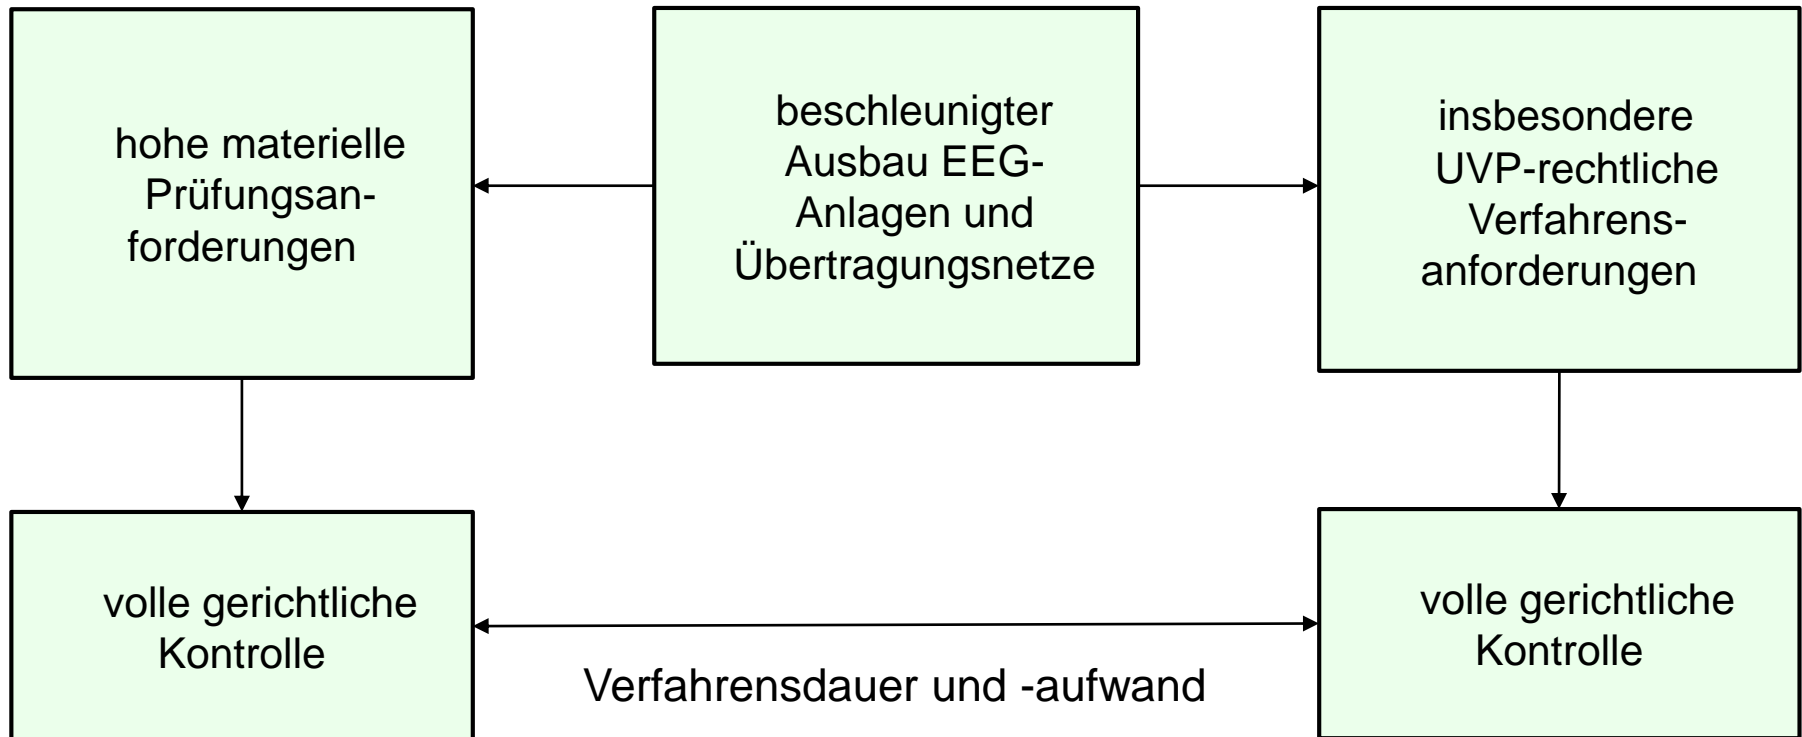 hohe materielle
Prüfungsan-
forderungen
beschleunigter
Ausbau EEG-
Anlagen und
Übertragungsnetze
insbesondere
UVP-rechtliche
Verfahrens-
anforderungen
volle gerichtliche
Kontrolle
Verfahrensdauer und -aufwand
volle gerichtliche
Kontrolle